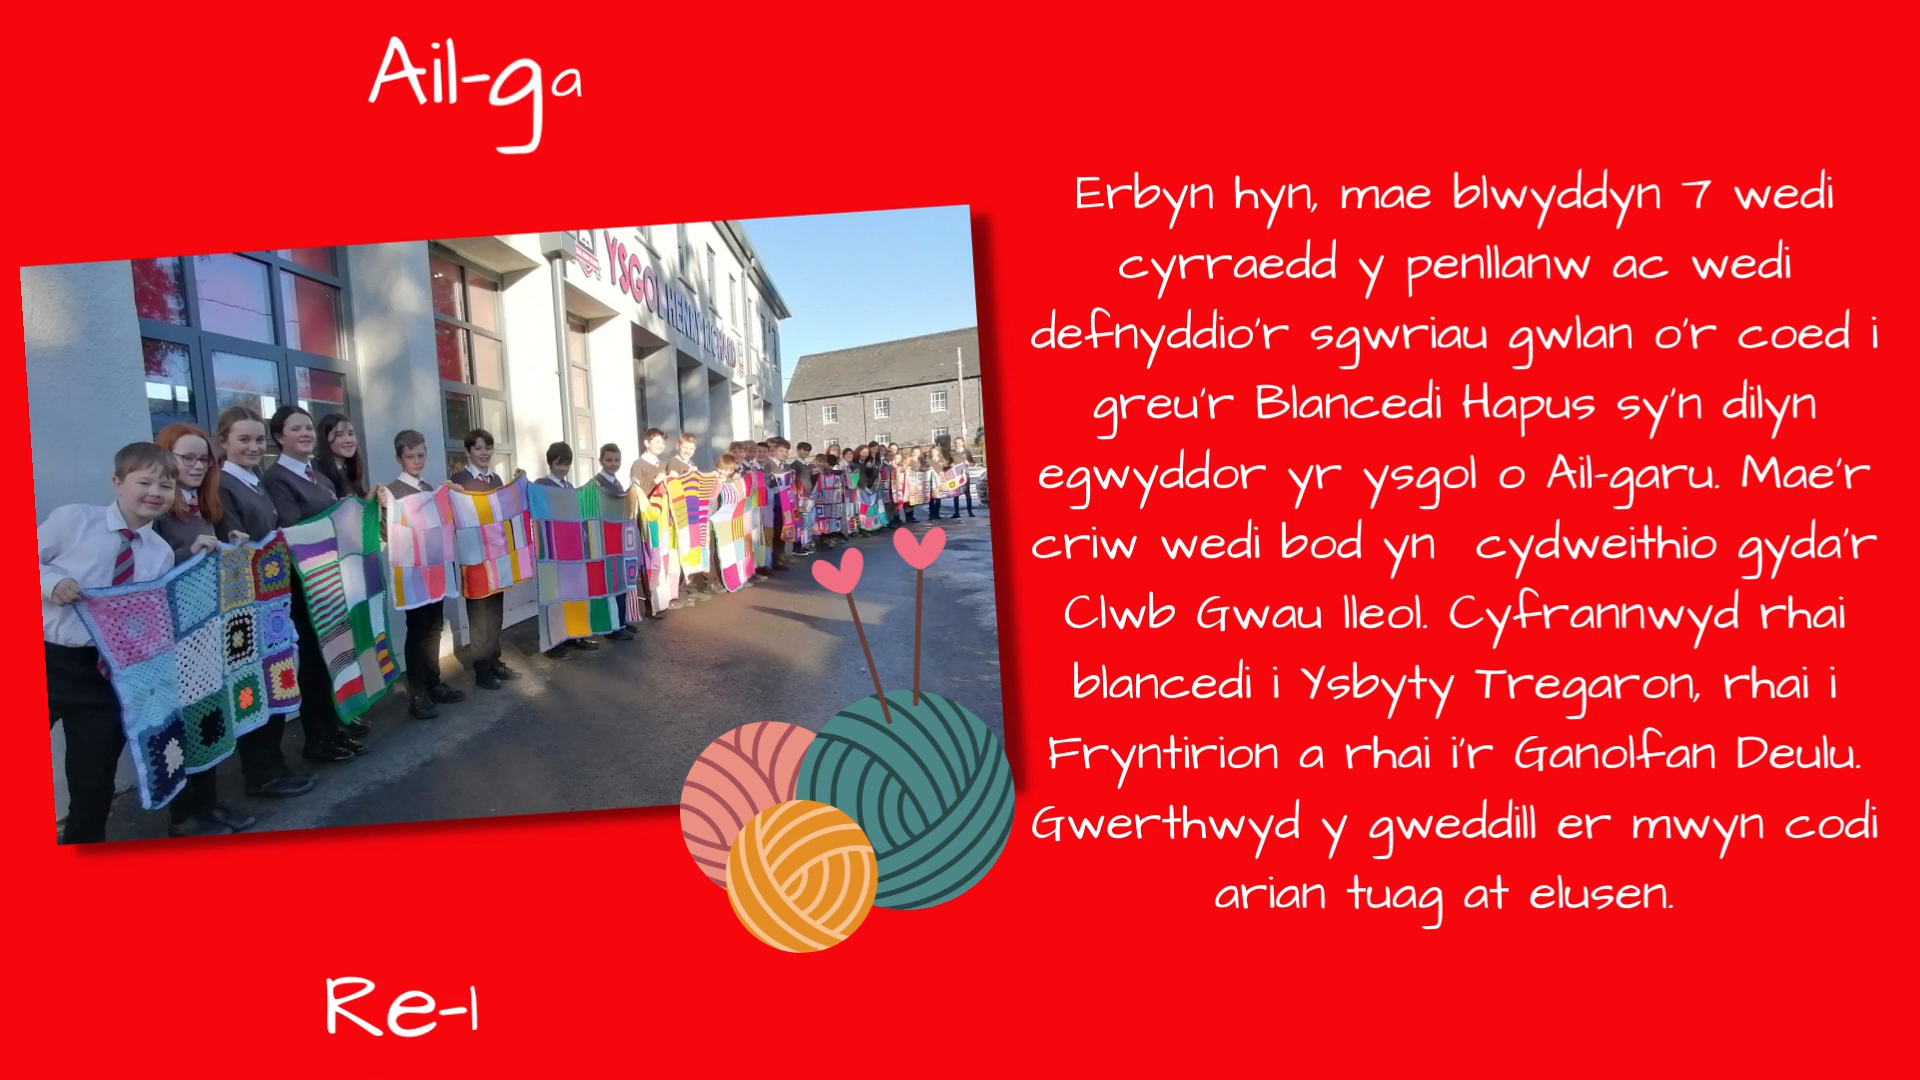 Ail-ga
YSGOL HENRY RICHARD
Erbyn hyn, mae blwyddyn 7 wedi
cyrraedd y penllanw ac wedi
defnyddio'r sgwriau gwlan o'r coed i
greu'r Blancedi Hapus sy'n dilyn
egwyddor yr ysgol o Ail-garu. Mae'r
criw wedi bod yn cydweithio gyda'r
Clwb Gwau lleol. Cyfrannwyd rhai
blancedi i Ysbyty Tregaron, rhai i
Fryntirion a rhai i'r Ganolfan Deulu.
Gwerthwyd y gweddill er mwyn codi
arian tuag at elusen.
Re-l